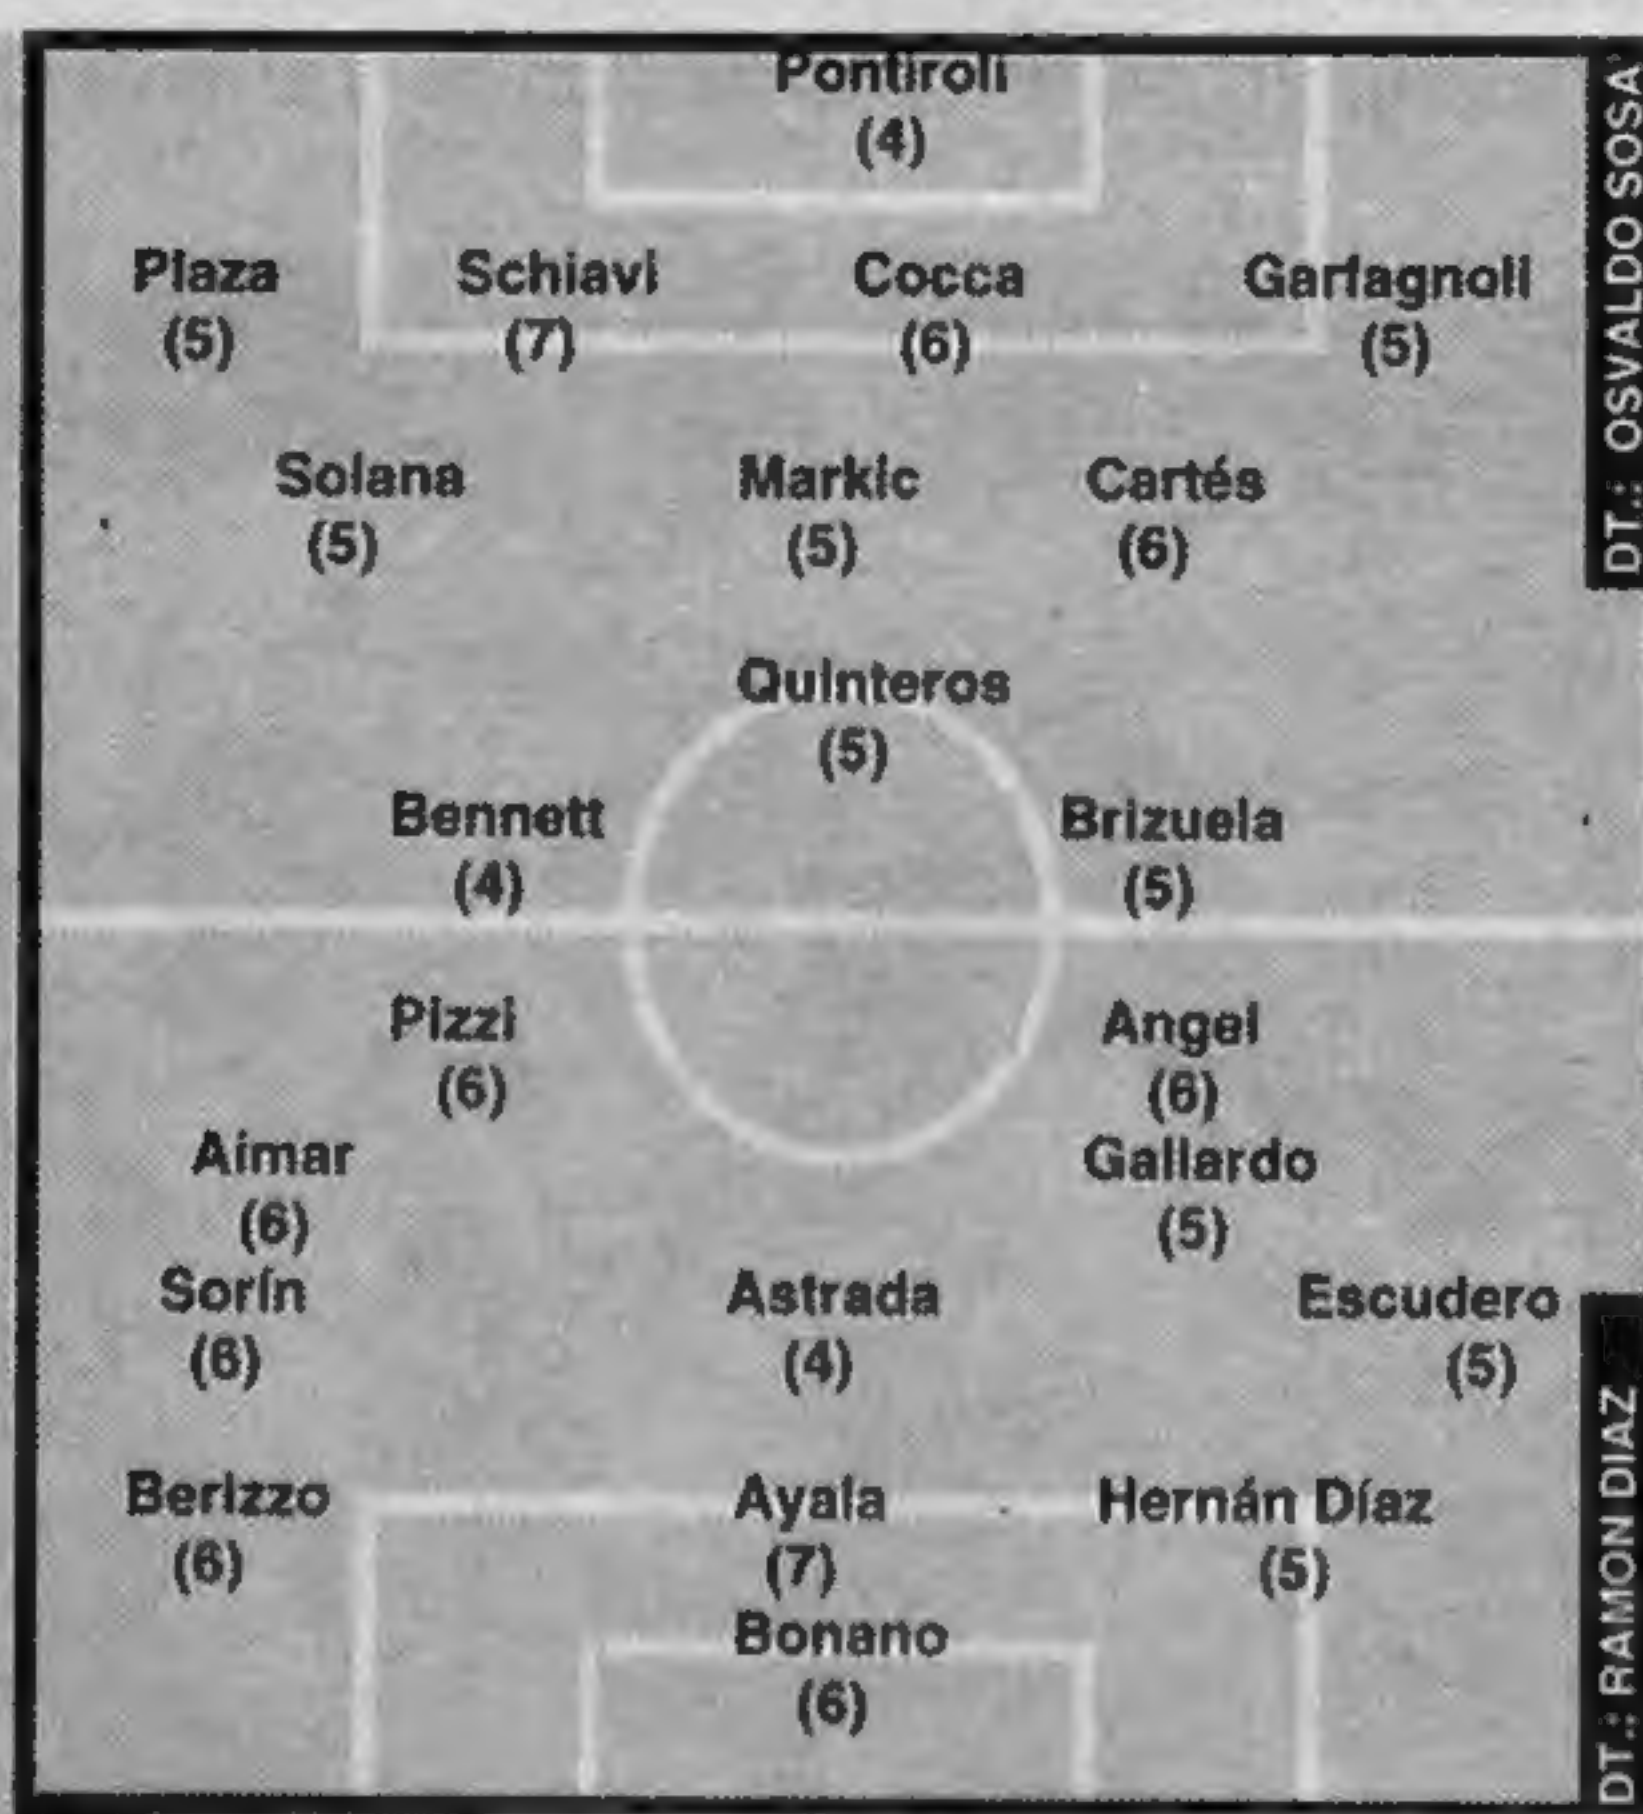 Pontiroli
(4)
Plaza Schiavi Cocca Garfagnoli
(5) (7) (6) (5)
Solana Markic Cartés
(5) (5) (6)
Quinteros
(5)
Bennett Brizuela
(4) (5)
Pizzi Angel
(6) (6)
Aimar Gallardo
(6) (5)
Sorín Astrada Escudero
(6) (4) (5)
Berizzo Ayala Hernán Díaz
(6) (7) (5)
Bonano
(6)
DT.: OSVALDO SOSA
DT.: RAMON DIAZ